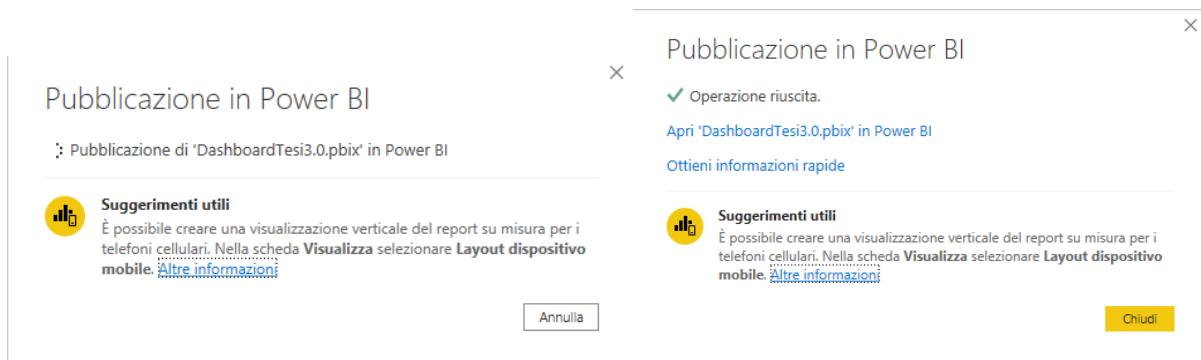 Pubblicazione in Power BI
Pubblicazione di 'DashboardTesi3.0.pbix' in Power BI
Suggerimenti utili
È possibile creare una visualizzazione verticale del report su misura per i
telefoni cellulari. Nella scheda Visualizza selezionare Layout dispositivo
mobile. Altre informazioni
Annulla
Pubblicazione in Power BI
Operazione riuscita.
Apri 'DashboardTesi3.0.pbix' in Power BI
Ottieni informazioni rapide
Suggerimenti utili
È possibile creare una visualizzazione verticale del report su misura per i
telefoni cellulari. Nella scheda Visualizza selezionare Layout dispositivo
mobile. Altre informazioni
Chiudi